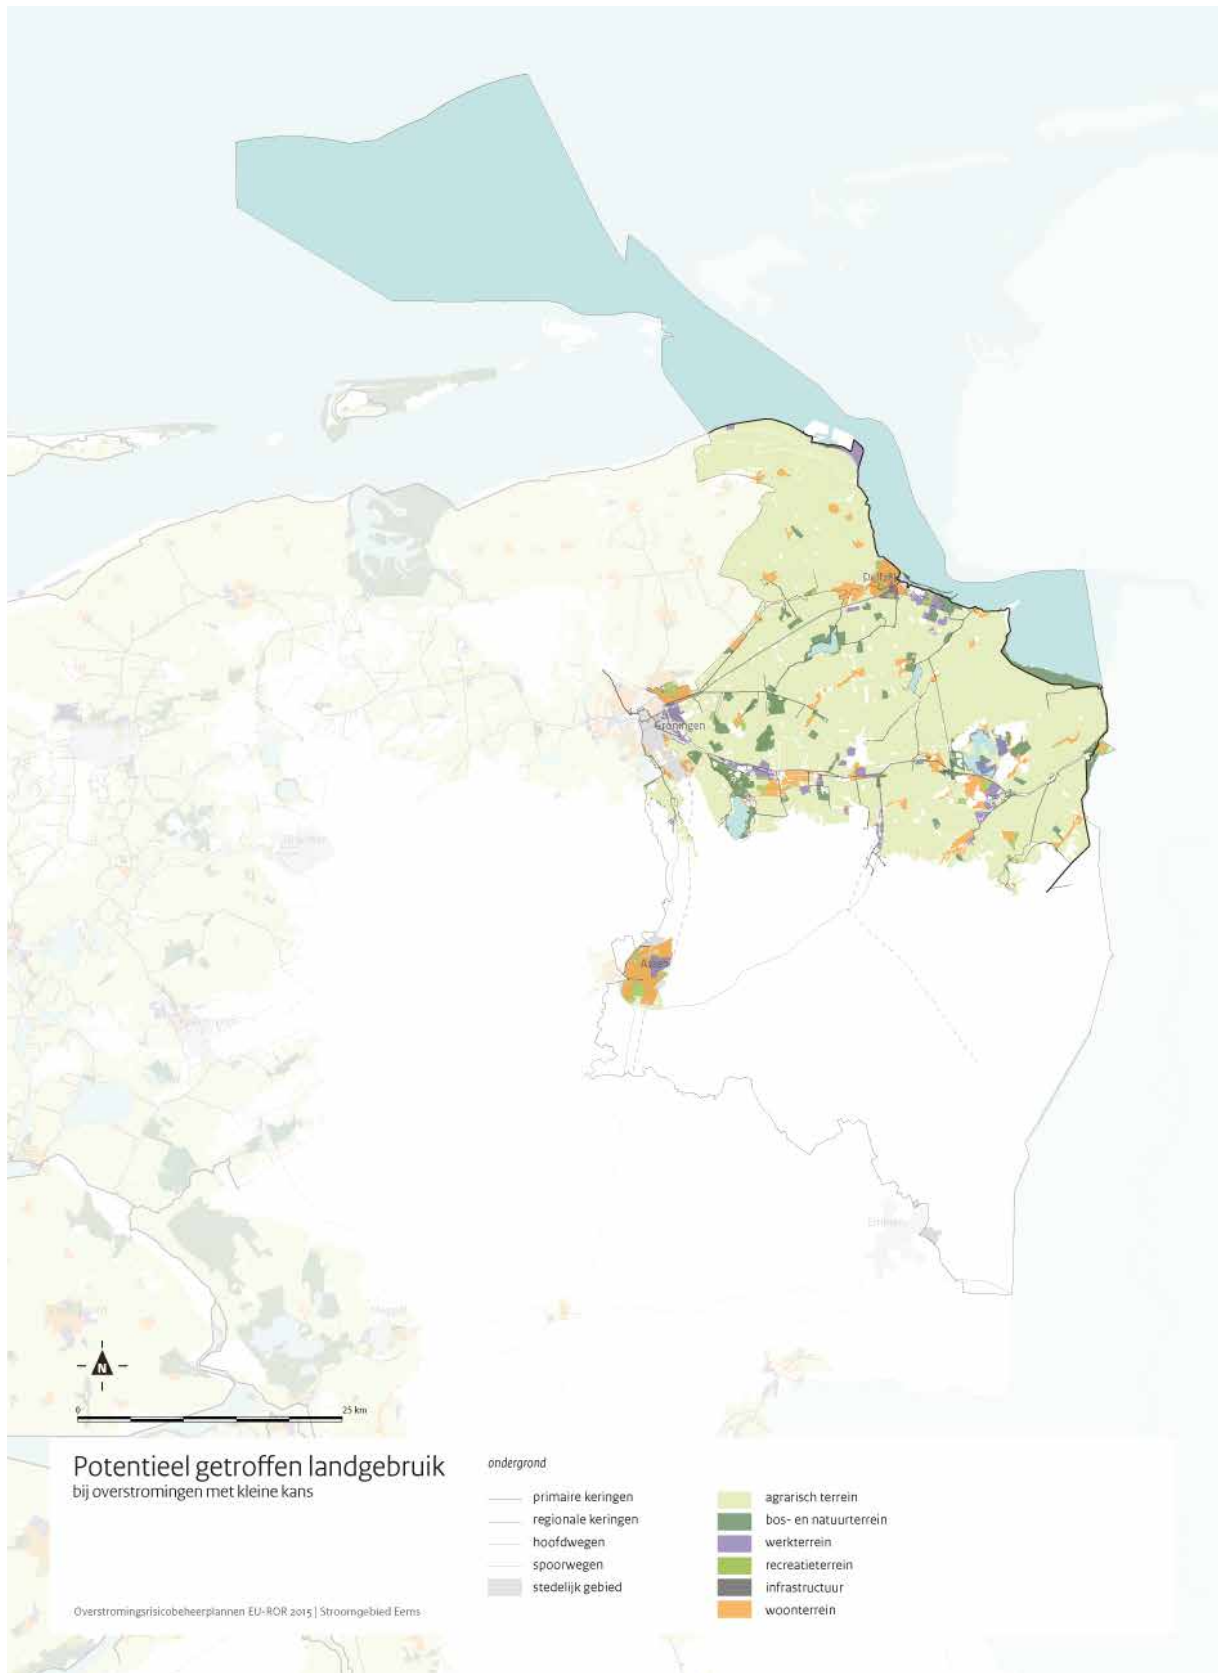 Delfzijl
Groningen
Assen
Emmen
N
0
25 km
Potentieel getroffen landgebruik
bij overstromingen met kleine kans
Overstromingsrisicobeheerplannen EU-ROR 2015 | Stroomgebied Eems
ondergrond
primaire keringen
regionale keringen
hoofdwegen
spoorwegen
stedelijk gebied
agrarisch terrein
bos- en natuurterrein
werkterrein
recreatieterrein
infrastructuur
woonterrein